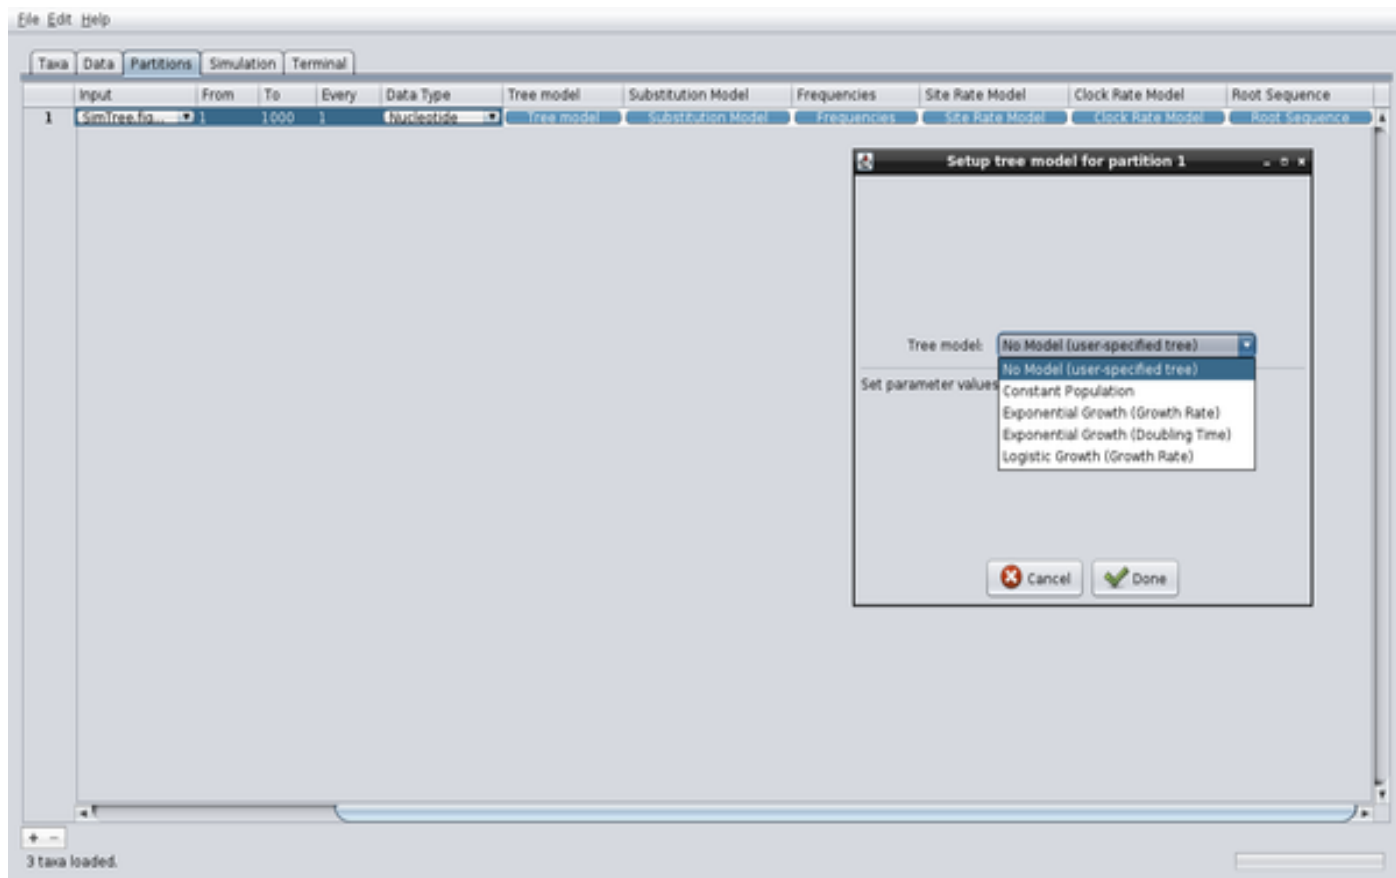 File Edit Help
Taxa Data Partitions Simulation Terminal
Input From To Every Data Type Tree model Substitution Model Frequencies Site Rate Model Clock Rate Model Root Sequence
1 SimTree.fig... 1 1000 1 Nucleotide Tree model Substitution Model Frequencies Site Rate Model Clock Rate Model Root Sequence
Setup tree model for partition 1
Tree model: No Model (user-specified tree)
No Model (user-specified tree)
Set parameter values
Constant Population
Exponential Growth (Growth Rate)
Exponential Growth (Doubling Time)
Logistic Growth (Growth Rate)
Cancel Done
+ -
3 taxa loaded.